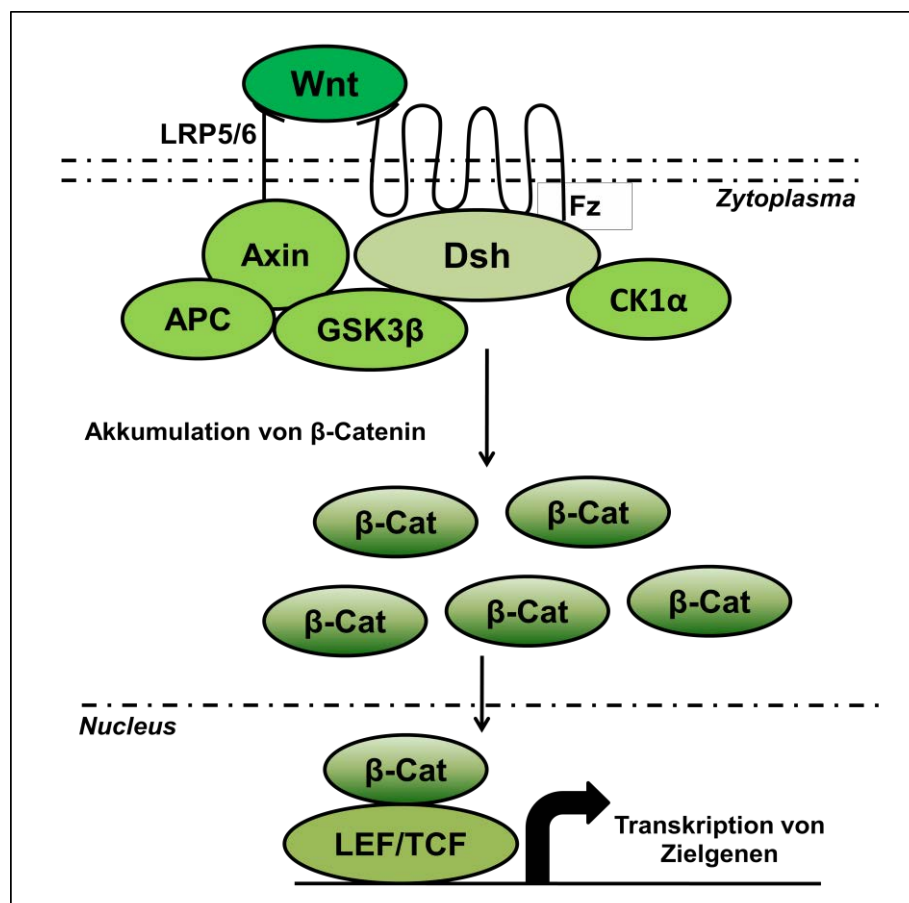 Wnt
LRP5/6
Zytoplasma
Fz
Axin
Dsh
APC
GSK3β
CK1α
Akkumulation von β-Catenin
β-Cat
β-Cat
β-Cat
β-Cat
β-Cat
Nucleus
β-Cat
LEF/TCF
Transkription von
Zielgenen